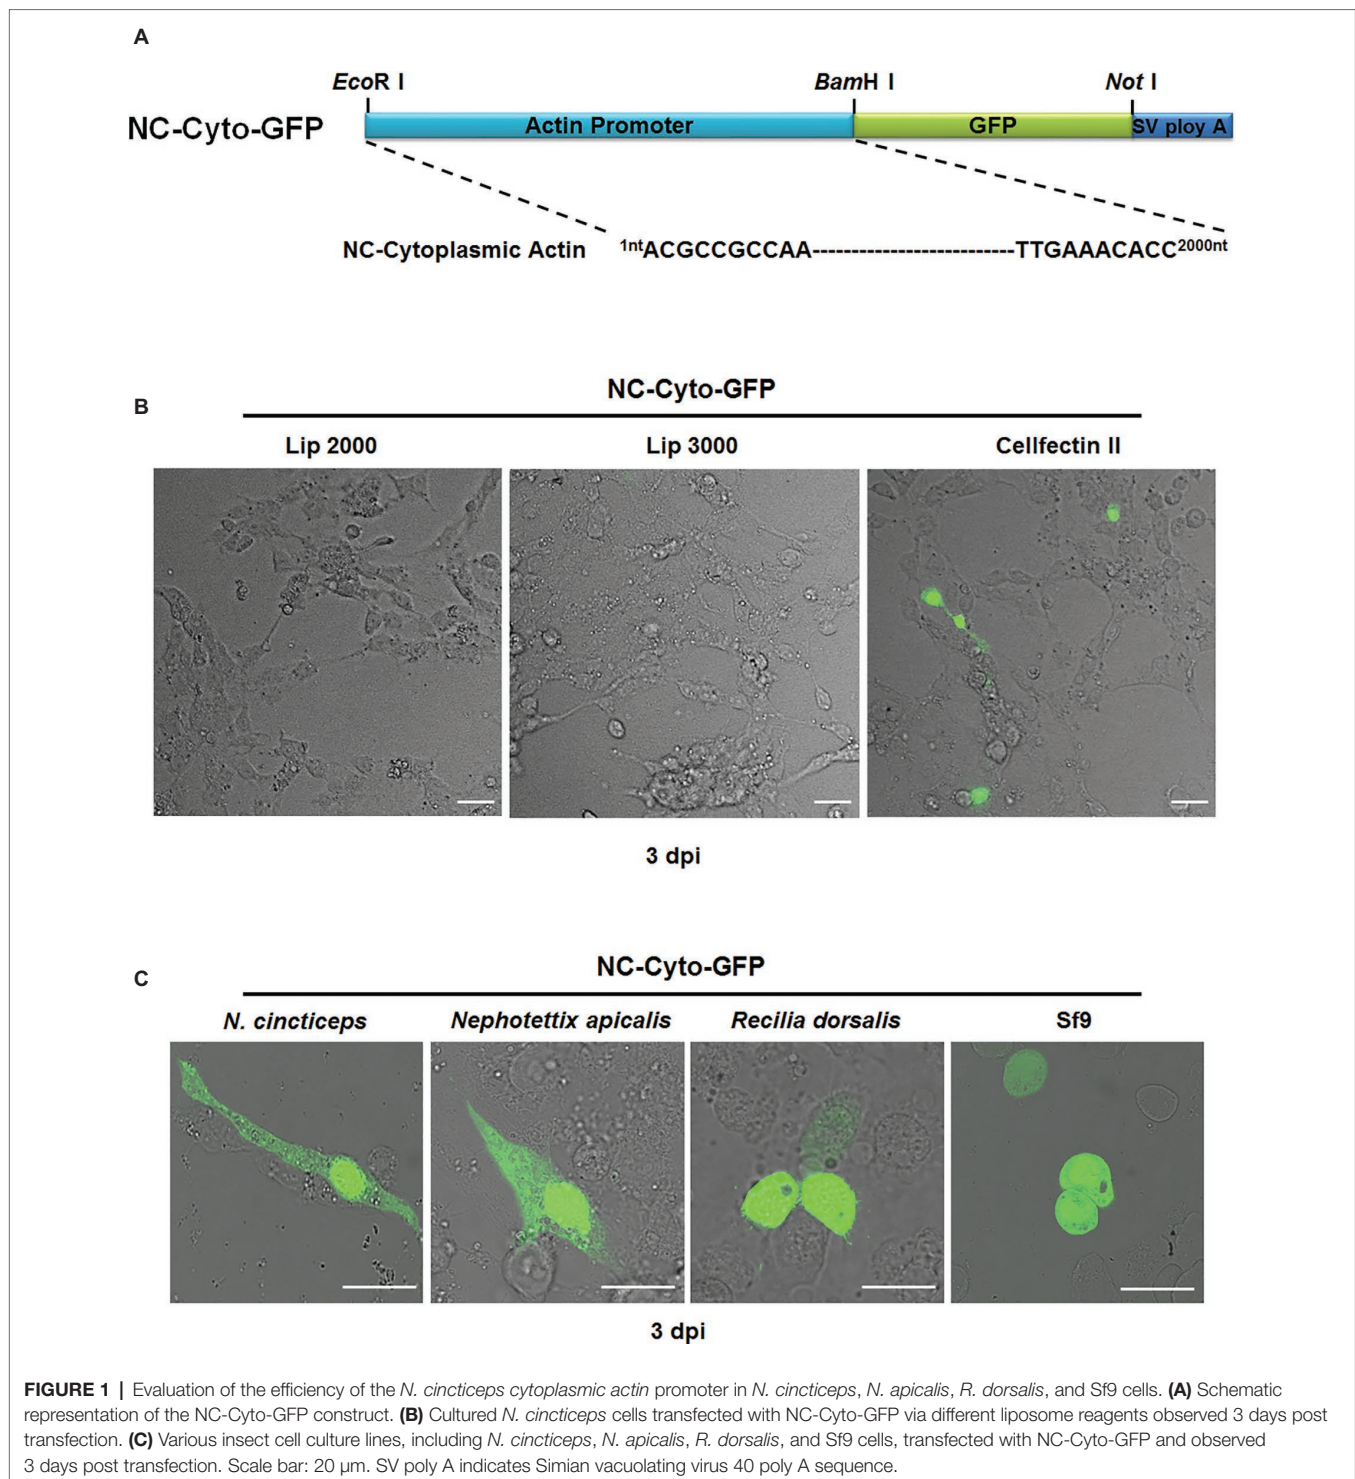 A
EcoR I BamH I Not I
NC-Cyto-GFP Actin Promoter GFP SV ploy A
NC-Cytoplasmic Actin 1ntACGCCGCCAA--------------------------TTGAAACACC2000nt
NC-Cyto-GFP
B
Lip 2000 Lip 3000 Cellfectin II
3 dpi
NC-Cyto-GFP
C
N. cincticeps Nephotettix apicalis Recilia dorsalis Sf9
3 dpi
FIGURE 1 | Evaluation of the efficiency of the N. cincticeps cytoplasmic actin promoter in N. cincticeps, N. apicalis, R. dorsalis, and Sf9 cells. (A) Schematic
representation of the NC-Cyto-GFP construct. (B) Cultured N. cincticeps cells transfected with NC-Cyto-GFP via different liposome reagents observed 3 days post
transfection. (C) Various insect cell culture lines, including N. cincticeps, N. apicalis, R. dorsalis, and Sf9 cells, transfected with NC-Cyto-GFP and observed
3 days post transfection. Scale bar: 20 μm. SV poly A indicates Simian vacuolating virus 40 poly A sequence.